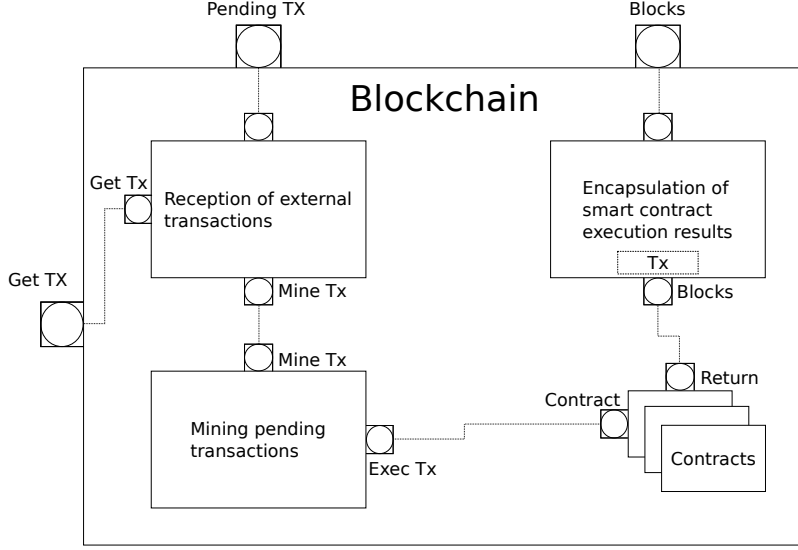 Pending TX
Blocks
Blockchain
Get Tx
Reception of external
transactions
Encapsulation of
smart contract
execution results
Tx
Get TX
Mine Tx
Blocks
Mine Tx
Return
Contract
Mining pending
transactions
Exec Tx
Contracts